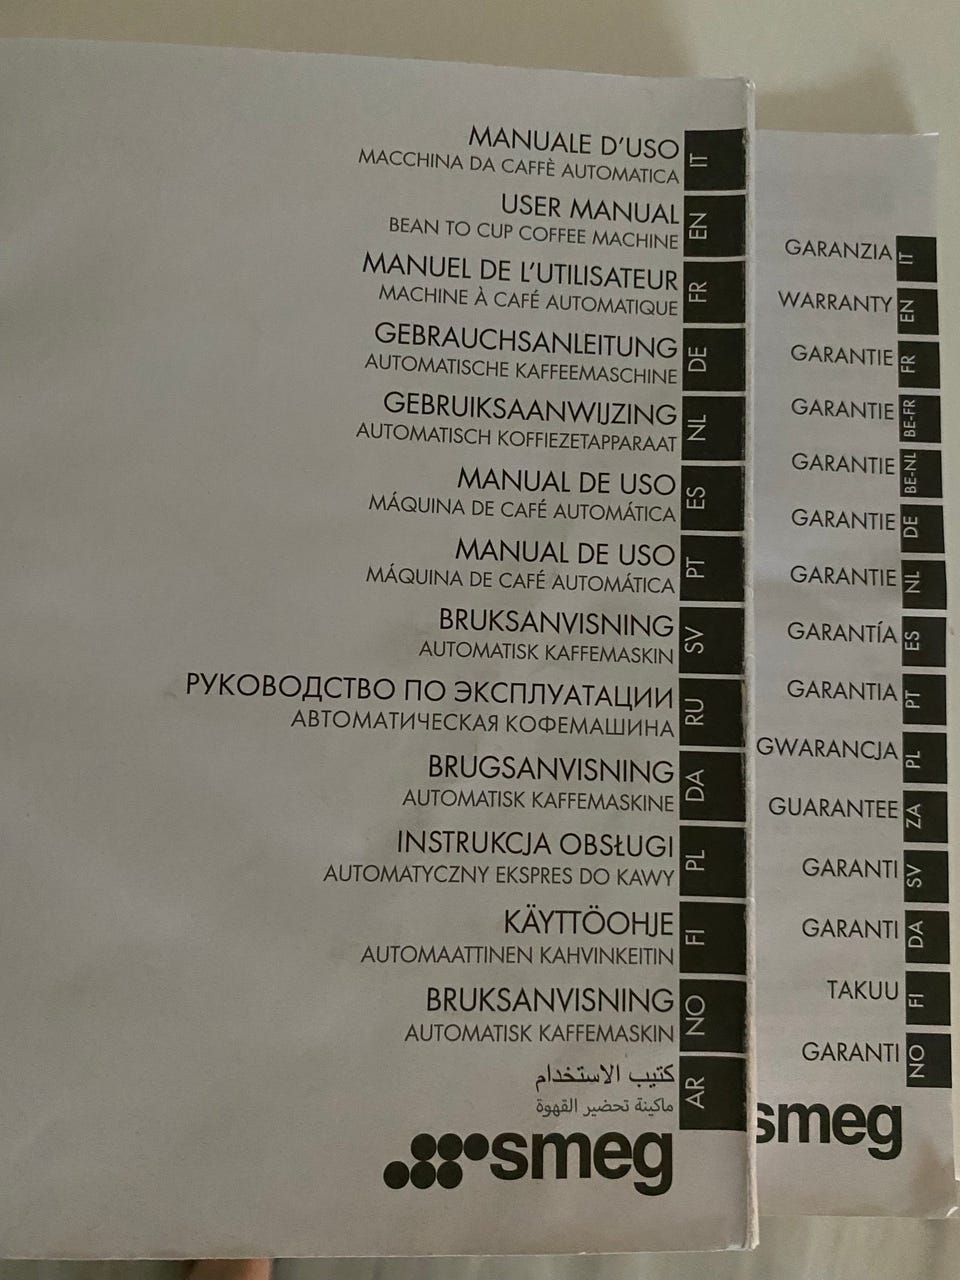 MANUALE D'USO
MACCHINA DA CAFFÈ AUTOMATICA
IT
USER MANUAL
BEAN TO CUP COFFEE MACHINE
EN
MANUEL DE L'UTILISATEUR
MACHINE À CAFÉ AUTOMATIQUE
FR
GEBRAUCHSANLEITUNG
AUTOMATISCHE KAFFEEMASCHINE
DE
GEBRUIKSAANWIJZING
AUTOMATISCH KOFFIEZETAPPARAAT
NL
MANUAL DE USO
MÁQUINA DE CAFÉ AUTOMÁTICA
ES
MANUAL DE USO
MÁQUINA DE CAFÉ AUTOMÁTICA
PT
BRUKSANVISNING
AUTOMATISK KAFFEMASKIN
SV
РУКОВОДСТВО ПО ЭКСПЛУАТАЦИИ
АВТОМАТИЧЕСКАЯ КОФЕМАШИНА
RU
BRUGSANVISNING
AUTOMATISK KAFFEMASKINE
DA
INSTRUKCJA OBSŁUGI
AUTOMATYCZNY EKSPRES DO KAWY
PL
KÄYTTÖOHJE
AUTOMAATTINEN KAHVINKEITIN
FI
BRUKSANVISNING
AUTOMATISK KAFFEMASKIN
NO
كتيب الاستخدام
ماكينة تحضير القهوة
AR
smeg
GARANZIA IT
WARRANTY EN
GARANTIE FR
GARANTIE BE-FR
GARANTIE BE-NL
GARANTIE DE
GARANTIE NL
GARANTÍA ES
GARANTIA PT
GWARANCJA PL
GUARANTEE ZA
GARANTI SV
GARANTI DA
TAKUU FI
GARANTI NO
smeg